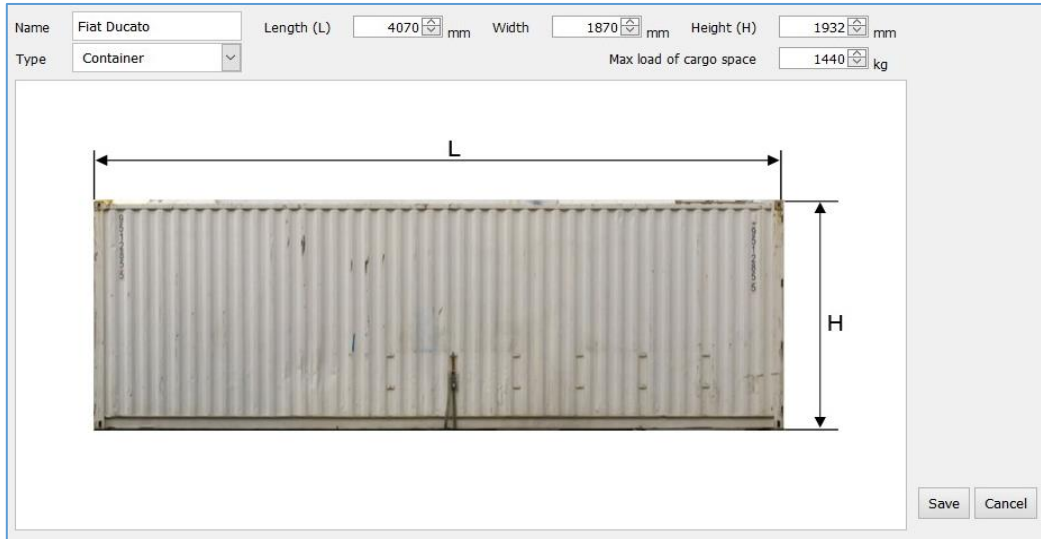 Name Fiat Ducato Length (L) 4070 mm Width 1870 mm Height (H) 1932 mm
Type Container Max load of cargo space 1440 kg
L
H
Save Cancel